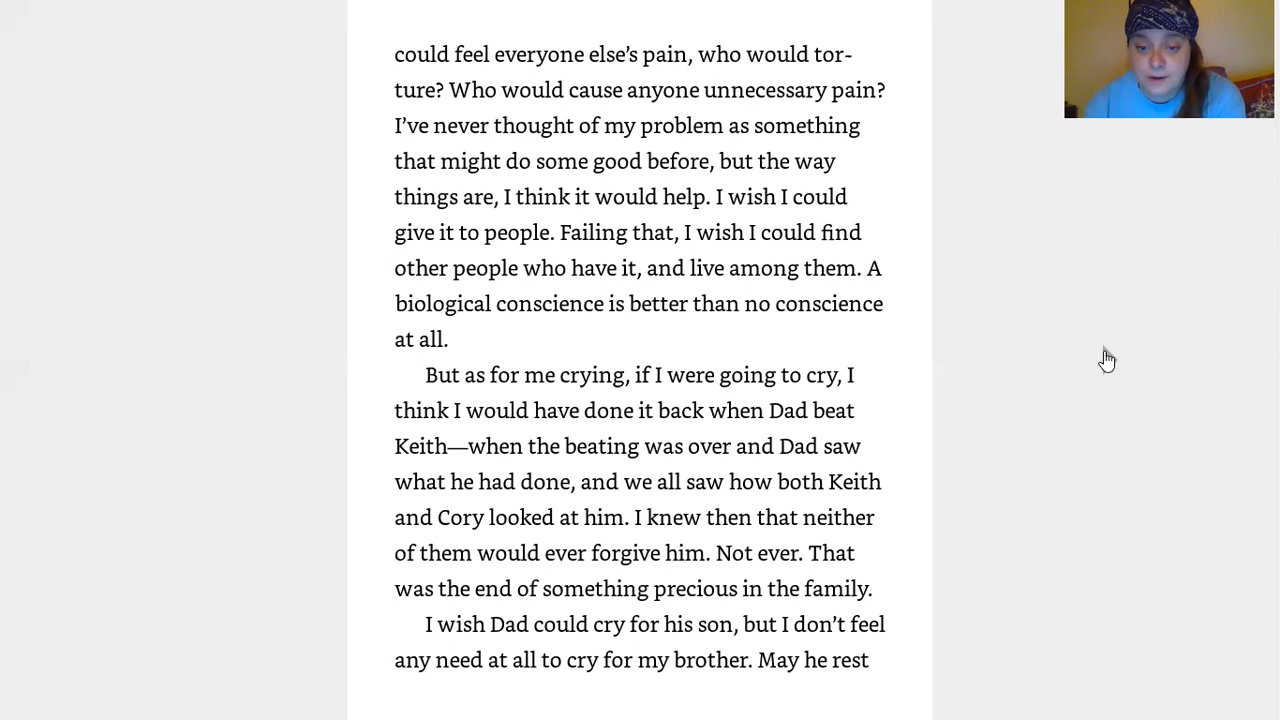 could feel everyone else’s pain, who would tor-
ture? Who would cause anyone unnecessary pain?
I’ve never thought of my problem as something
that might do some good before, but the way
things are, I think it would help. I wish I could
give it to people. Failing that, I wish I could find
other people who have it, and live among them. A
biological conscience is better than no conscience
at all.
But as for me crying, if I were going to cry, I
think I would have done it back when Dad beat
Keith—when the beating was over and Dad saw
what he had done, and we all saw how both Keith
and Cory looked at him. I knew then that neither
of them would ever forgive him. Not ever. That
was the end of something precious in the family.
I wish Dad could cry for his son, but I don’t feel
any need at all to cry for my brother. May he rest